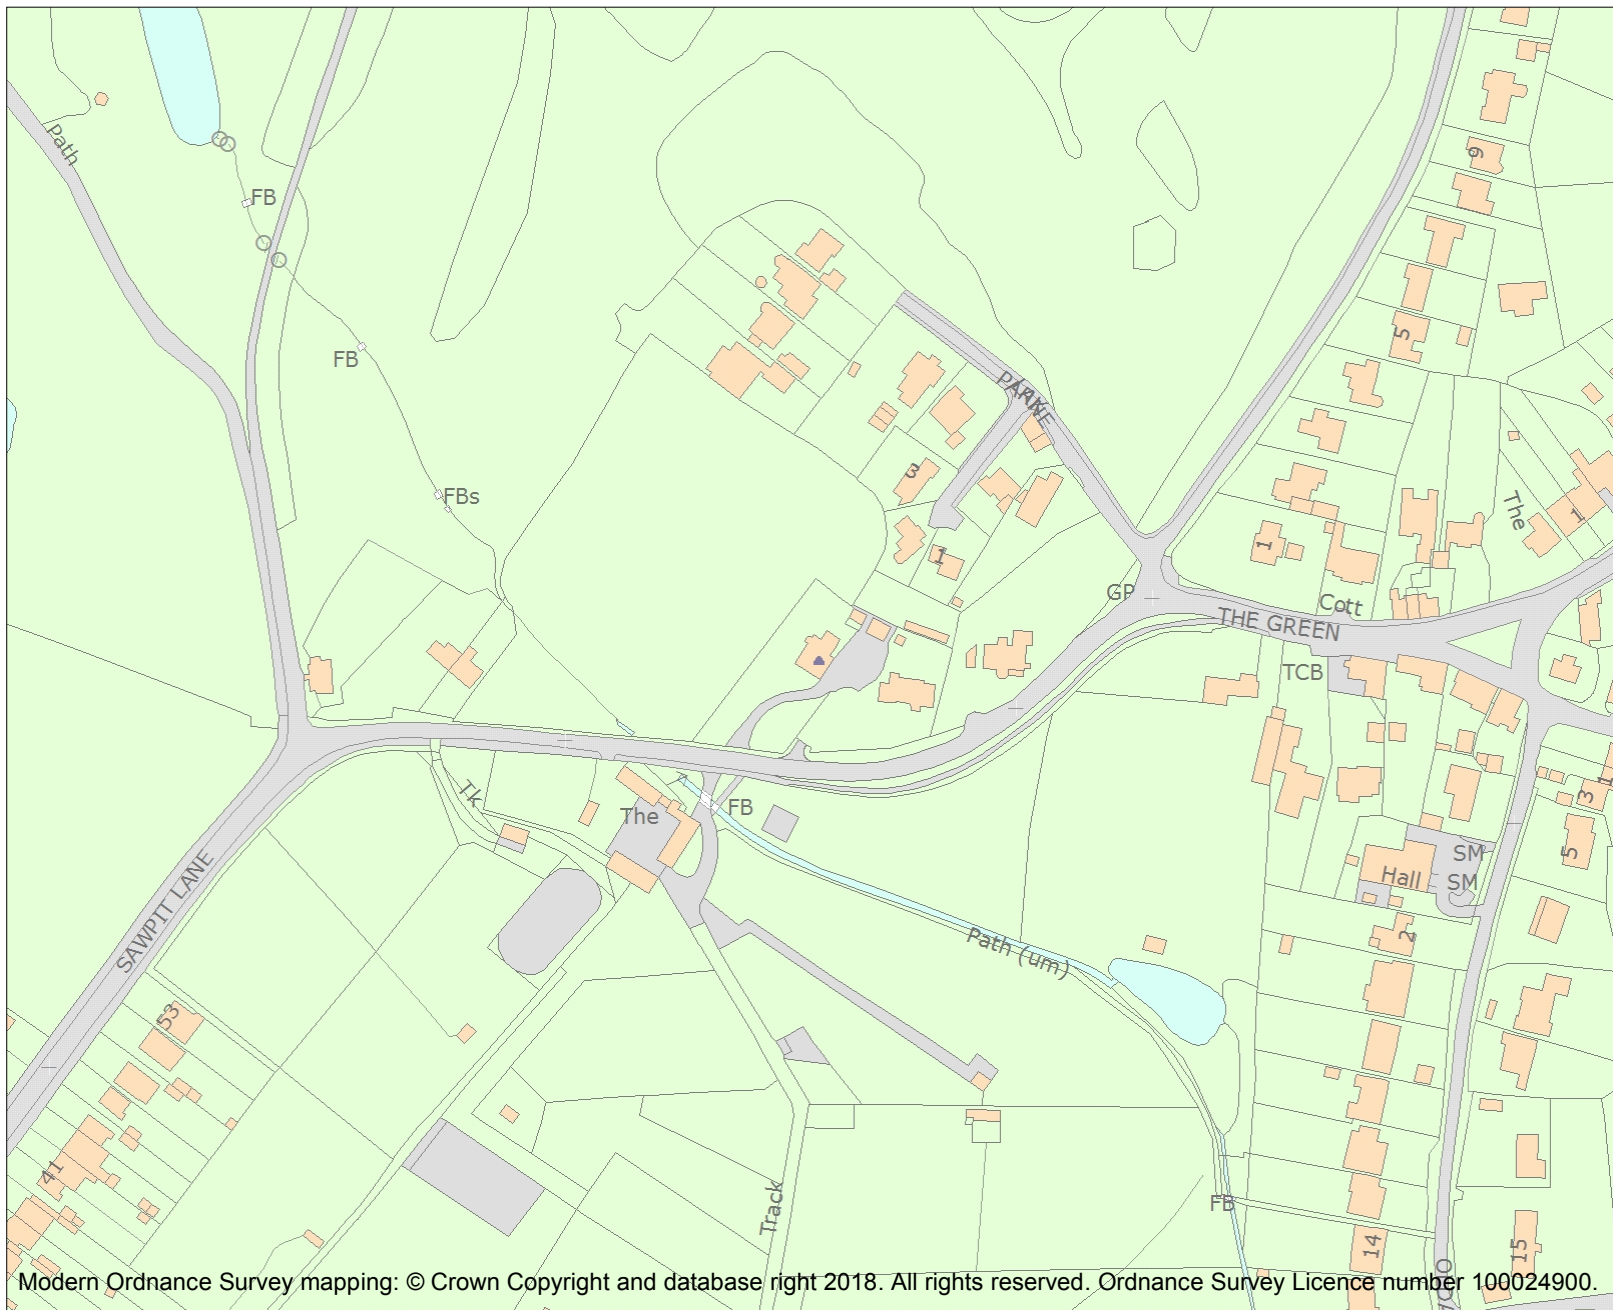 Path
FB
9
5
FB
PARK
LANE
3
FBs
The
1
1
1
GP
Cott
THE GREEN
TCB
Tk
The
FB
1
3
5
SM
Hall
SM
SAWPIT LANE
2
Path (um)
53
41
Track
FB
14
15
Modern Ordnance Survey mapping: © Crown Copyright and database right 2018. All rights reserved. Ordnance Survey Licence number 100024900.